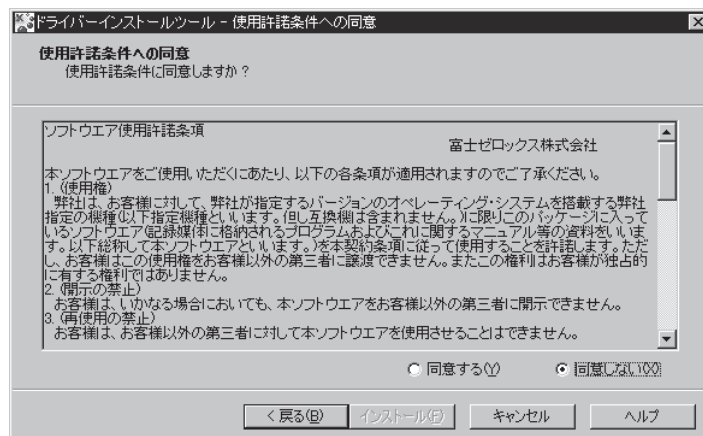 ドライバーインストールツール - 使用許諾条件への同意
使用許諾条件への同意
使用許諾条件に同意しますか?
ソフトウエア使用許諾条項
富士ゼロックス株式会社
本ソフトウエアをご使用いただくにあたり、以下の各条項が適用されますのでご了承ください。
1. (使用権)
弊社は、お客様に対して、弊社が指定するバージョンのオペレーティング・システムを搭載する弊社
指定の機種(以下指定機種といいます。但し互換機は含まれません。)に限りこのパッケージに入って
いるソフトウエア(記録媒体に格納されるプログラムおよびこれに関するマニュアル等の資料をいいま
す。以下総称して本ソフトウエアといいます。)を本契約条項に従って使用することを許諾します。ただ
し、お客様はこの使用権をお客様以外の第三者に譲渡できません。またこの権利はお客様が独占的
に有する権利ではありません。
2. (開示の禁止)
お客様は、いかなる場合においても、本ソフトウエアをお客様以外の第三者に開示できません。
3. (再使用の禁止)
お客様は、お客様以外の第三者に対して本ソフトウエアを使用させることはできません。
同意する(Y) 同意しない(X)
< 戻る(B) インストール(F) キャンセル ヘルプ